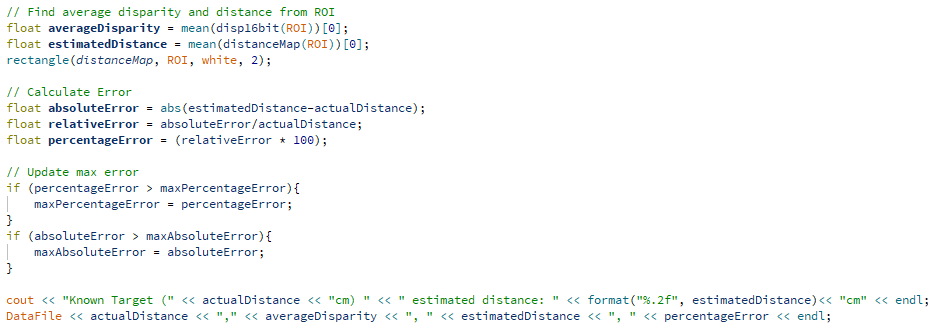 // Find average disparity and distance from ROI
float averageDisparity = mean(disp16bit(ROI))[0];
float estimatedDistance = mean(distanceMap(ROI))[0];
rectangle(distanceMap, ROI, white, 2);
// Calculate Error
float absoluteError = abs(estimatedDistance-actualDistance);
float relativeError = absoluteError/actualDistance;
float percentageError = (relativeError * 100);
// Update max error
if (percentageError > maxPercentageError){
maxPercentageError = percentageError;
}
if (absoluteError > maxAbsoluteError){
maxAbsoluteError = absoluteError;
}
cout << "Known Target (" << actualDistance << "cm) " << " estimated distance: " << format("%.2f", estimatedDistance)<< "cm" << endl;
DataFile << actualDistance << "," << averageDisparity << ", " << estimatedDistance << ", " << percentageError << endl;